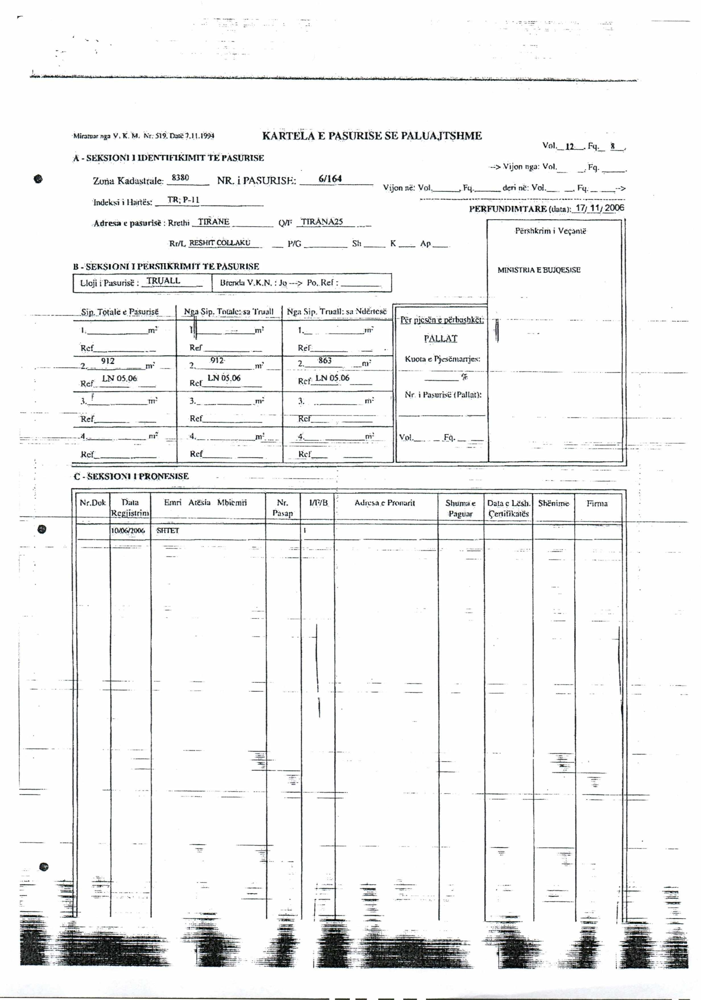 Miratuar nga V. K. M. Nr. 519. Datë 7.11.1994
KARTELA E PASURISE SE PALUAJTSHME
Vol. 12 . Fq. 8 .
A - SEKSIONI I IDENTIFIKIMIT TE PASURISE
--> Vijon nga: Vol. , Fq. .
Zona Kadastrale: 8380 NR. i PASURISE: 6/164
Vijon në: Vol. , Fq. deri në: Vol. , Fq. -->
Indeksi i Hartës: TR; P-11
PERFUNDIMTARE (data): 17/ 11/ 2006
Adresa e pasurisë : Rrethi TIRANE Q/F TIRANA25
Përshkrim i Veçantë
Rr/L RESHIT COLLAKU P/G Sh K Ap
B - SEKSIONI I PERSHKRIMIT TE PASURISE
MINISTRIA E BUJQESISE
Lloji i Pasurisë : TRUALL Brenda V.K.N. : Jo ---> Po. Ref :
Sip. Totale e Pasurisë Nga Sip. Totale: sa Truall Nga Sip. Truall: sa Ndërtesë
Për pjesën e përbashkët:
1. m² 1. m² 1. m²
PALLAT
Ref Ref Ref
Kuota e Pjesëmarrjes:
2. 912 m² 2. 912 m² 2. 863 m²
%
Ref LN 05.06 Ref LN 05.06 Ref LN 05.06
Nr. i Pasurisë (Pallat):
3. m² 3. m² 3. m²
Ref Ref Ref
4. m² 4. m² 4. m² Vol. Fq.
Ref Ref Ref
C - SEKSIONI I PRONESISE
Nr.Dok Data Regjistrimi Emri Atësia Mbiemri Nr. Pasap I/P/B Adresa e Pronarit Shuma e Paguar Data e Lësh. Çertifikatës Shënime Firma
10/06/2006 SHTET I